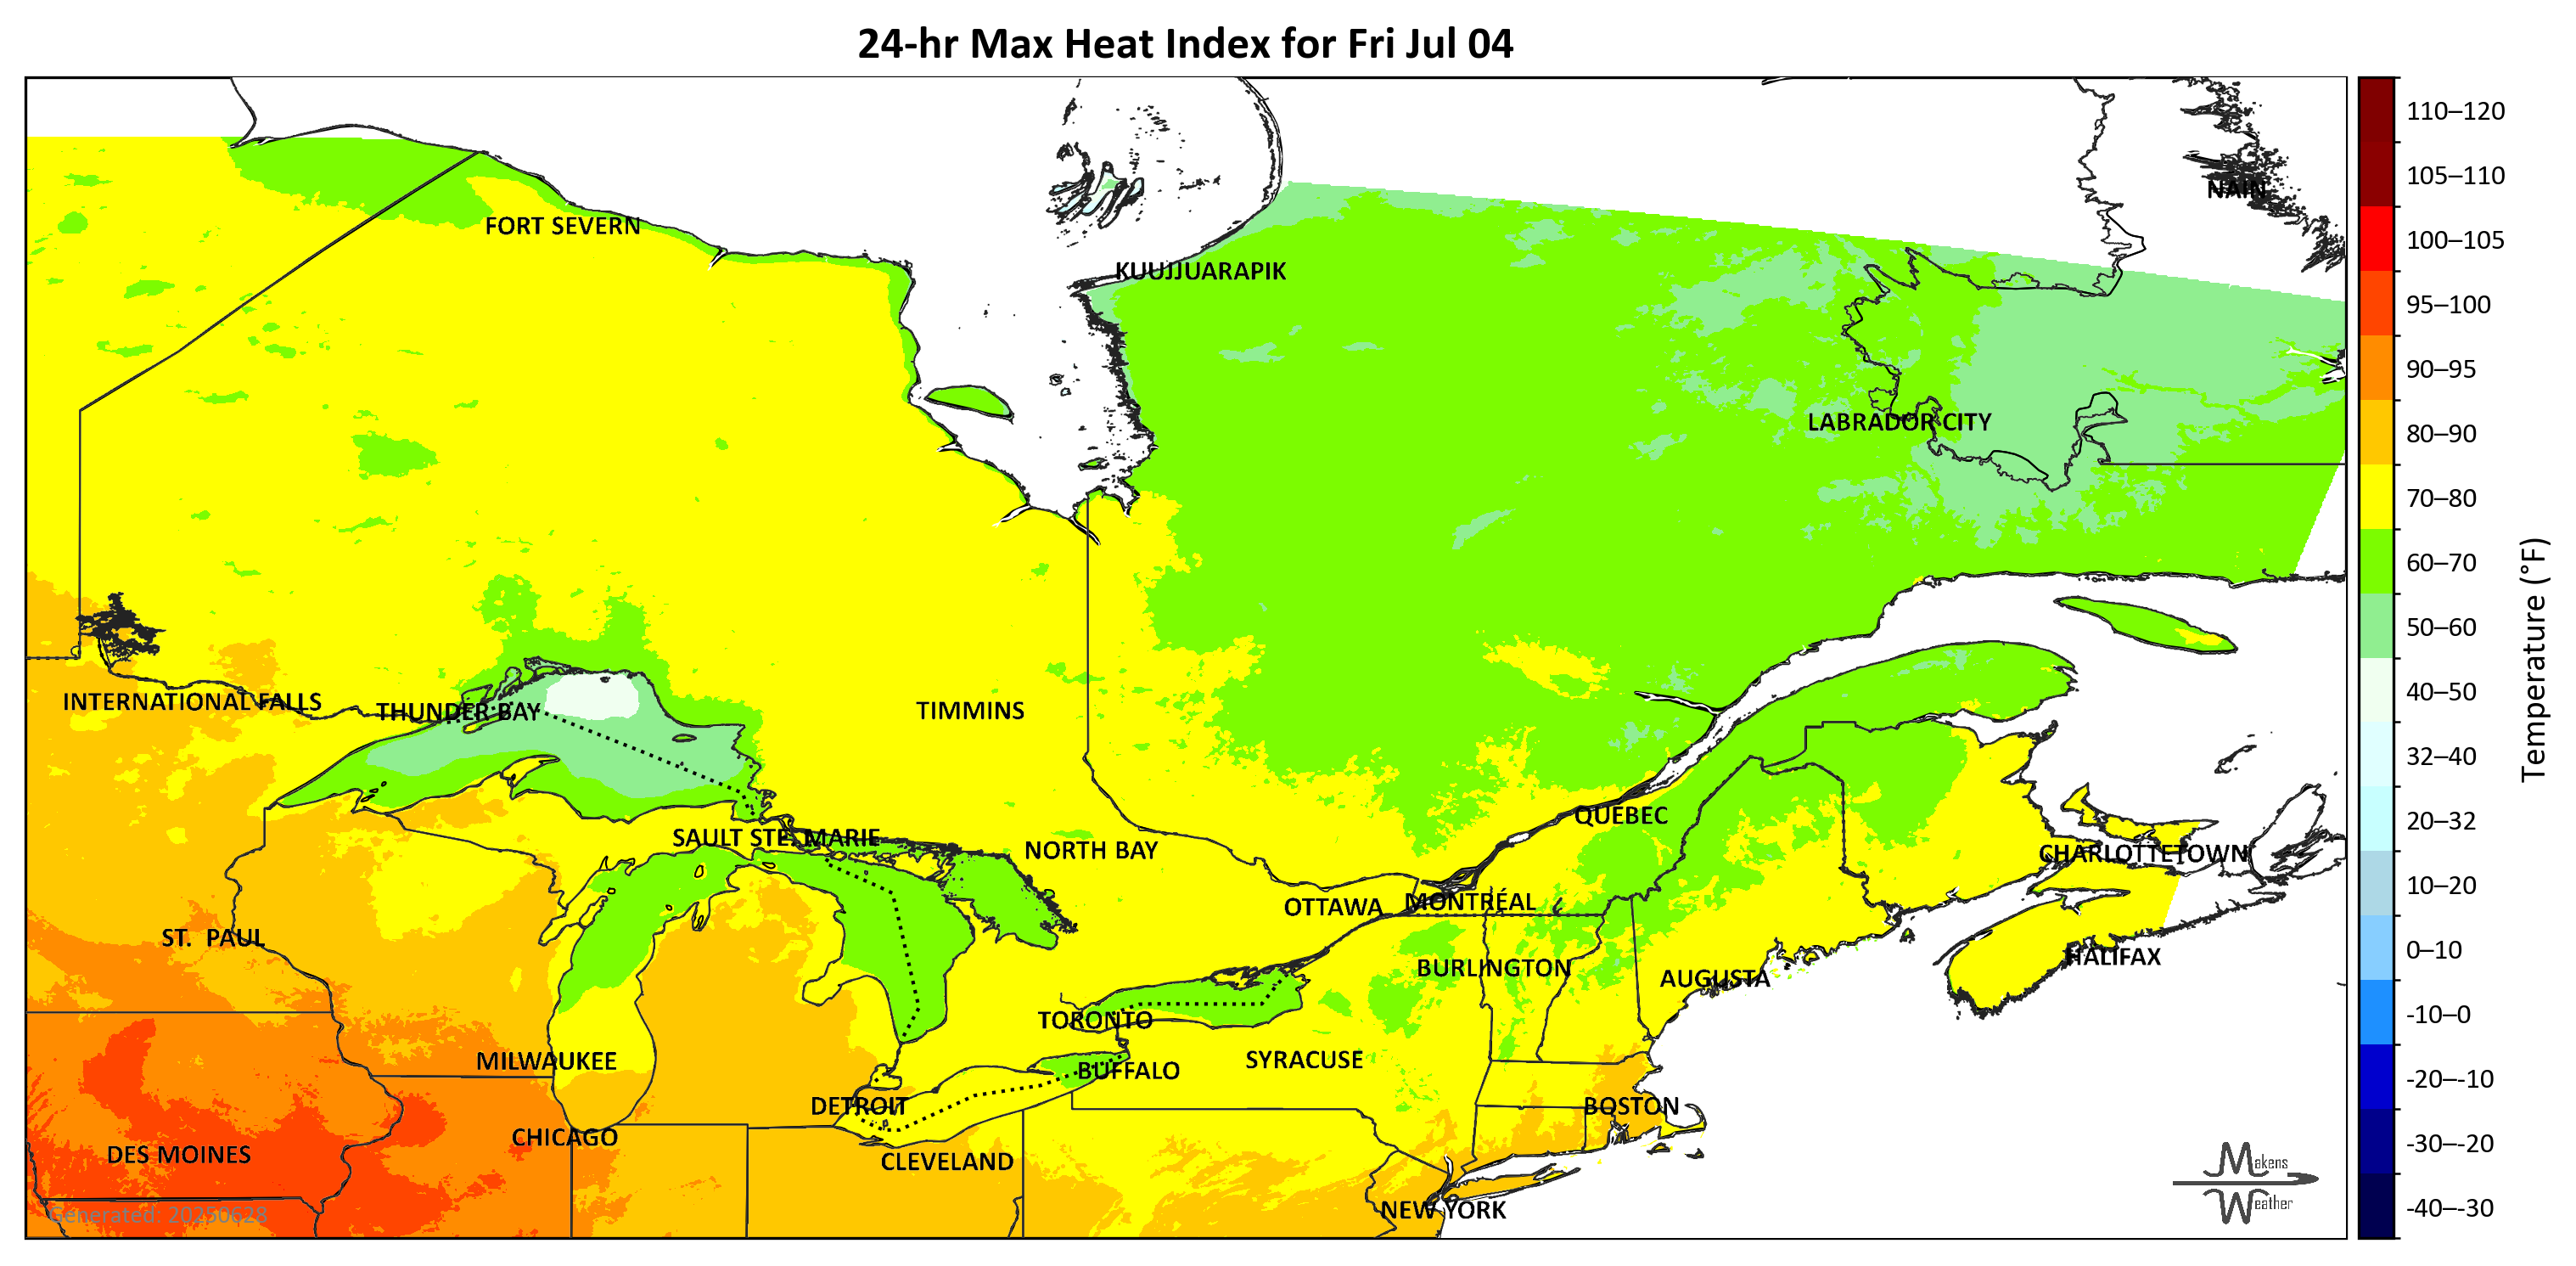 24-hr Max Heat Index for Fri Jul 04
NAIN
FORT SEVERN
KUUJJUARAPIK
LABRADOR CITY
INTERNATIONAL FALLS
THUNDER BAY
TIMMINS
QUEBEC
SAULT STE. MARIE
NORTH BAY
CHARLOTTETOWN
OTTAWA
MONTRÉAL
ST. PAUL
HALIFAX
BURLINGTON
AUGUSTA
TORONTO
MILWAUKEE
SYRACUSE
BUFFALO
DETROIT
BOSTON
CHICAGO
DES MOINES
CLEVELAND
NEW YORK
Generated: 20250628
Makens
Weather
110–120
105–110
100–105
95–100
90–95
80–90
70–80
60–70
50–60
40–50
32–40
20–32
10–20
0–10
-10–0
-20–-10
-30–-20
-40–-30
Temperature (°F)